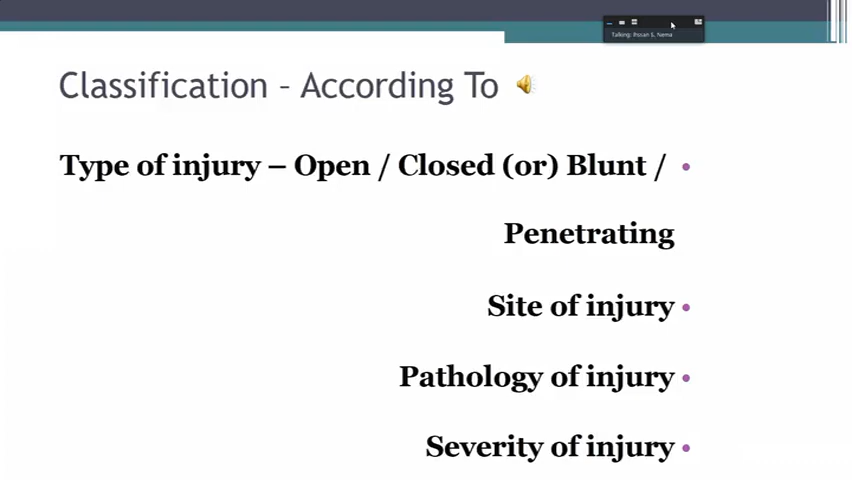 Talking: Pssan S, Nema
Classification - According To
Type of injury – Open / Closed (or) Blunt /
Penetrating
Site of injury
Pathology of injury
Severity of injury